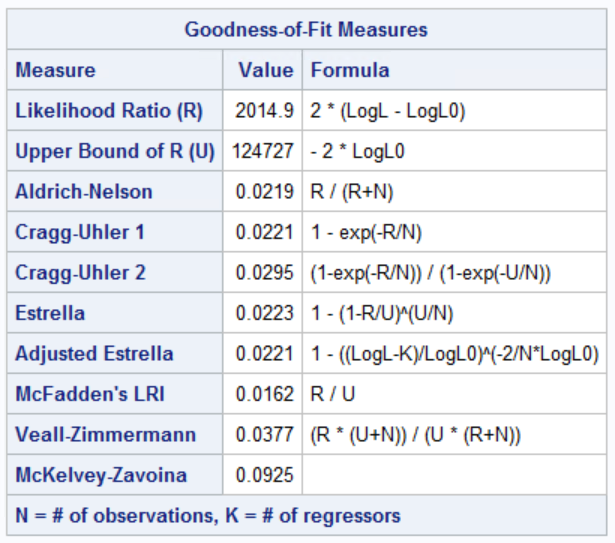 Goodness-of-Fit Measures
Measure Value Formula
Likelihood Ratio (R) 2014.9 2 * (LogL - LogL0)
Upper Bound of R (U) 124727 - 2 * LogL0
Aldrich-Nelson 0.0219 R / (R+N)
Cragg-Uhler 1 0.0221 1 - exp(-R/N)
Cragg-Uhler 2 0.0295 (1-exp(-R/N)) / (1-exp(-U/N))
Estrella 0.0223 1 - (1-R/U)^(U/N)
Adjusted Estrella 0.0221 1 - ((LogL-K)/LogL0)^(-2/N*LogL0)
McFadden's LRI 0.0162 R / U
Veall-Zimmermann 0.0377 (R * (U+N)) / (U * (R+N))
McKelvey-Zavoina 0.0925
N = # of observations, K = # of regressors